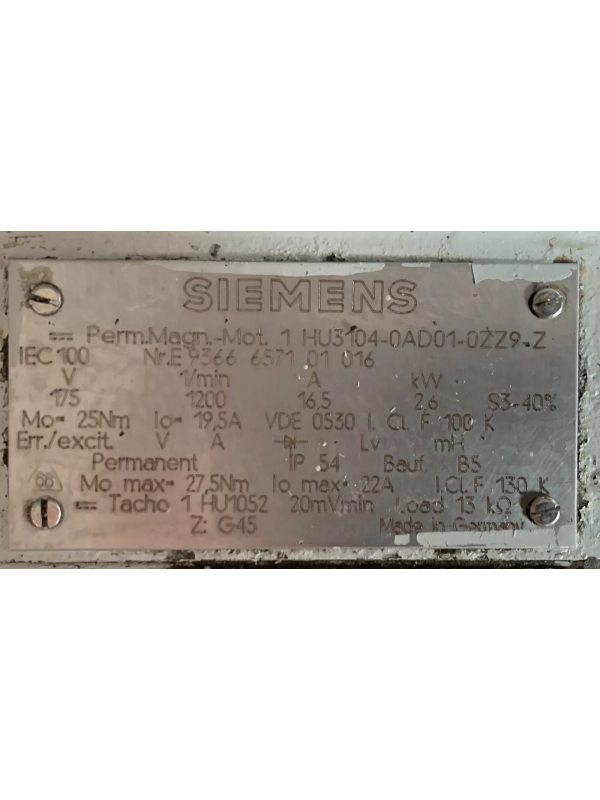 SIEMENS
⎓ Perm.Magn.-Mot. 1 HU3104-0AD01-0ZZ9-Z
IEC 100 Nr.E 9366 6571 01 016
V 1/min A kW
175 1200 16,5 2,6 S3-40%
Mo= 25Nm Io= 19,5A VDE 0530 I. Cl. F 100 K
Err./excit. V A Lv mH
Permanent IP 54 Bauf. B5
Mo max= 27,5Nm Io max= 22A I.Cl. F 130 K
⎓ Tacho 1 HU1052 20mVmin Load 13 kΩ
Z: G45 Made in Germany